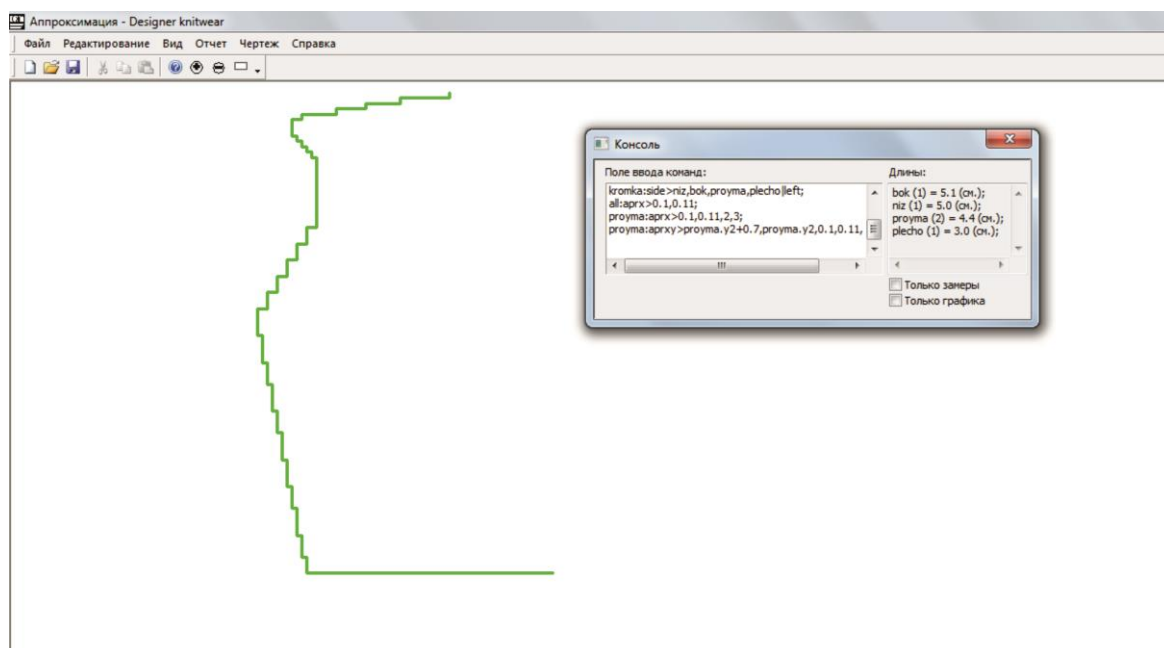 Аппроксимация - Designer knitwear
Файл Редактирование Вид Отчет Чертеж Справка
Консоль
Поле ввода команд:
kromka:side>niz,bok,proyma,plecho|left;
all:aprx>0.1,0.11;
proyma:aprx>0.1,0.11,2,3;
proyma:aprxy>proyma.y2+0.7,proyma.y2,0.1,0.11,
Длины:
bok (1) = 5.1 (см.);
niz (1) = 5.0 (см.);
proyma (2) = 4.4 (см.);
plecho (1) = 3.0 (см.);
Только замеры
Только графика